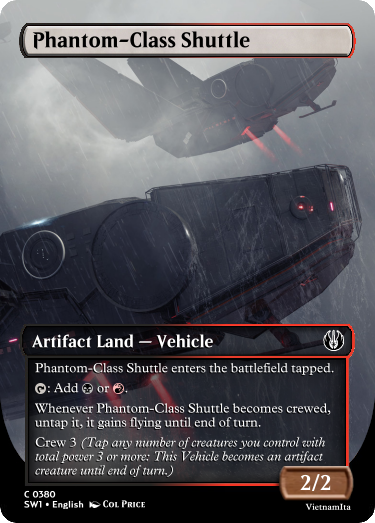 Phantom-Class Shuttle
Artifact Land — Vehicle
Phantom-Class Shuttle enters the battlefield tapped.
: Add or .
Whenever Phantom-Class Shuttle becomes crewed,
untap it, it gains flying until end of turn.
Crew 3 (Tap any number of creatures you control with
total power 3 or more: This Vehicle becomes an artifact
creature until end of turn.)
2/2
C 0380
SW1 • English Col Price
VietnamIta